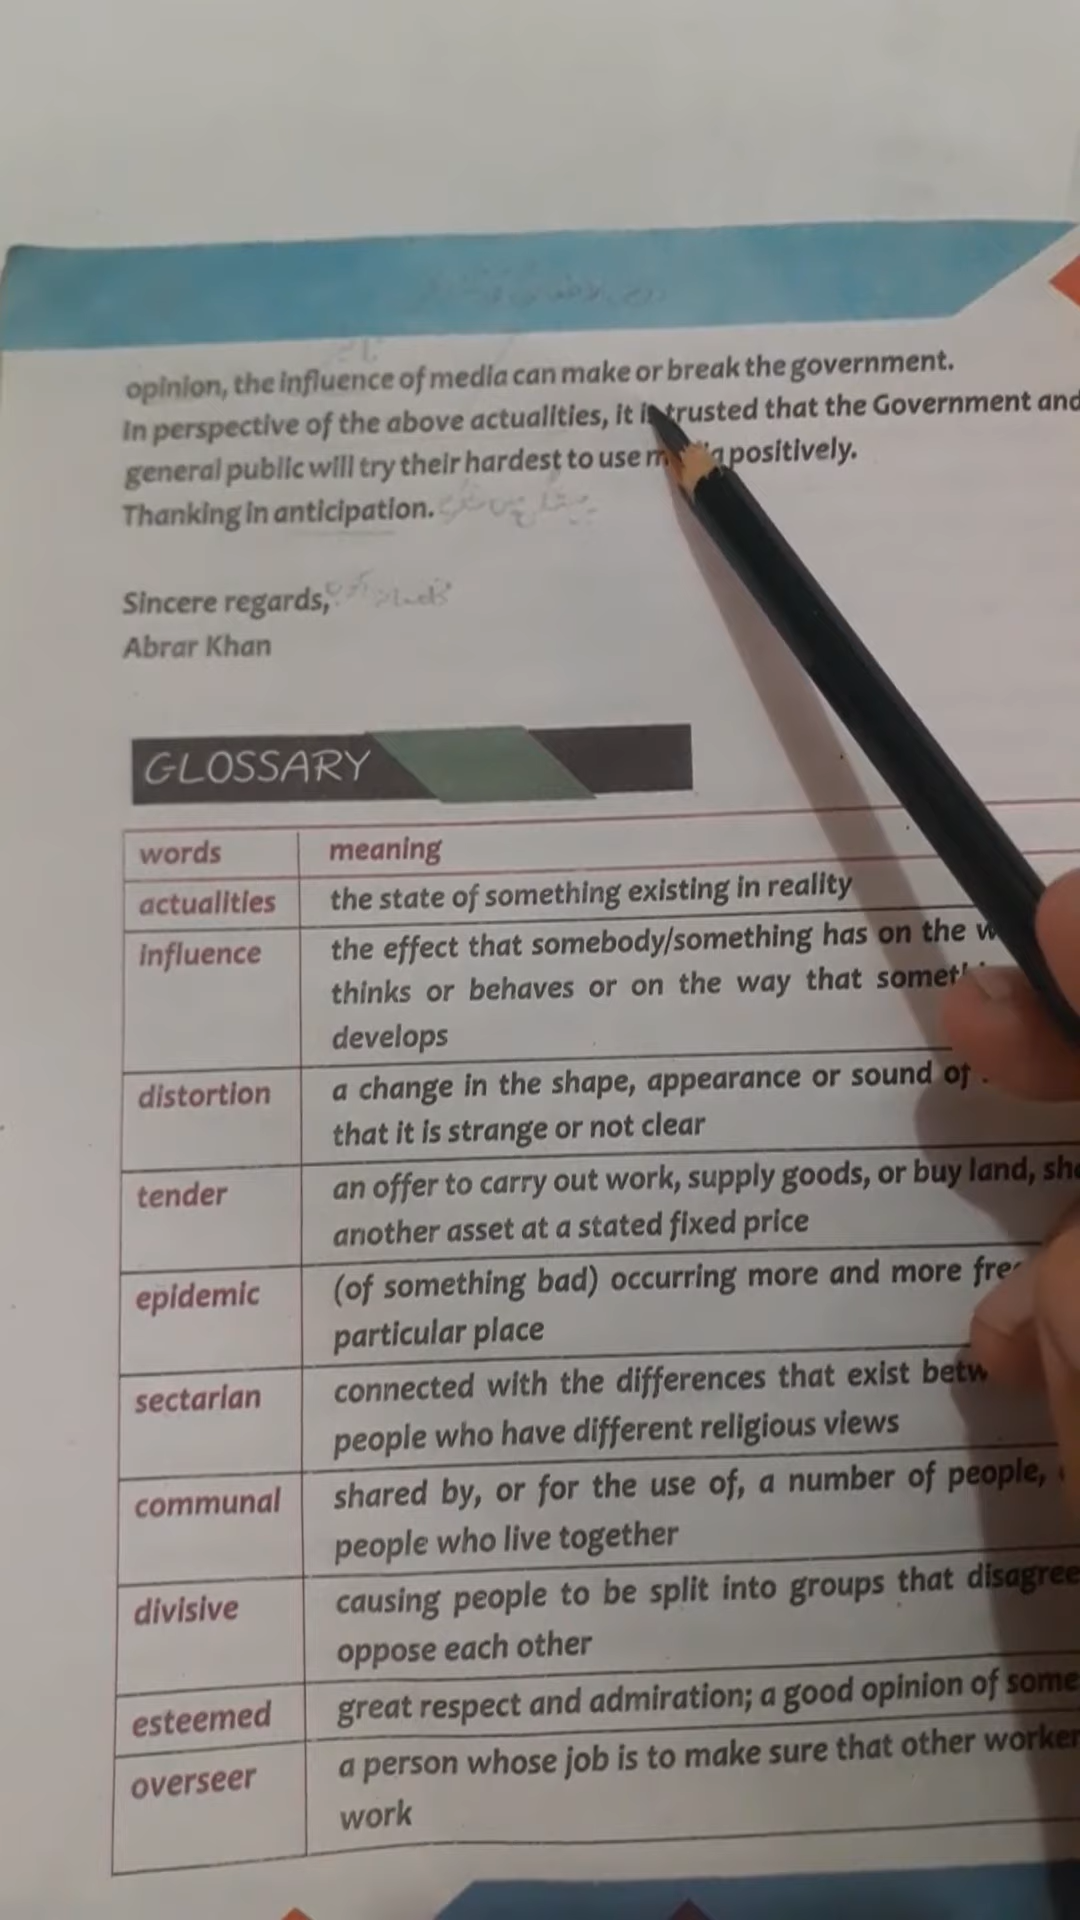 opinion, the influence of media can make or break the government.
In perspective of the above actualities, it is trusted that the Government and
general public will try their hardest to use positively.
Thanking in anticipation.
Sincere regards,
Abrar Khan
GLOSSARY
words meaning
actualities the state of something existing in reality
influence the effect that somebody/something has on the
thinks or behaves or on the way that
develops
distortion a change in the shape, appearance or sound of
that it is strange or not clear
tender an offer to carry out work, supply goods, or buy land,
another asset at a stated fixed price
epidemic (of something bad) occurring more and more
particular place
sectarian connected with the differences that exist
people who have different religious views
communal shared by, or for the use of, a number of people,
people who live together
divisive causing people to be split into groups that disagree
oppose each other
esteemed great respect and admiration; a good opinion of
overseer a person whose job is to make sure that other
work